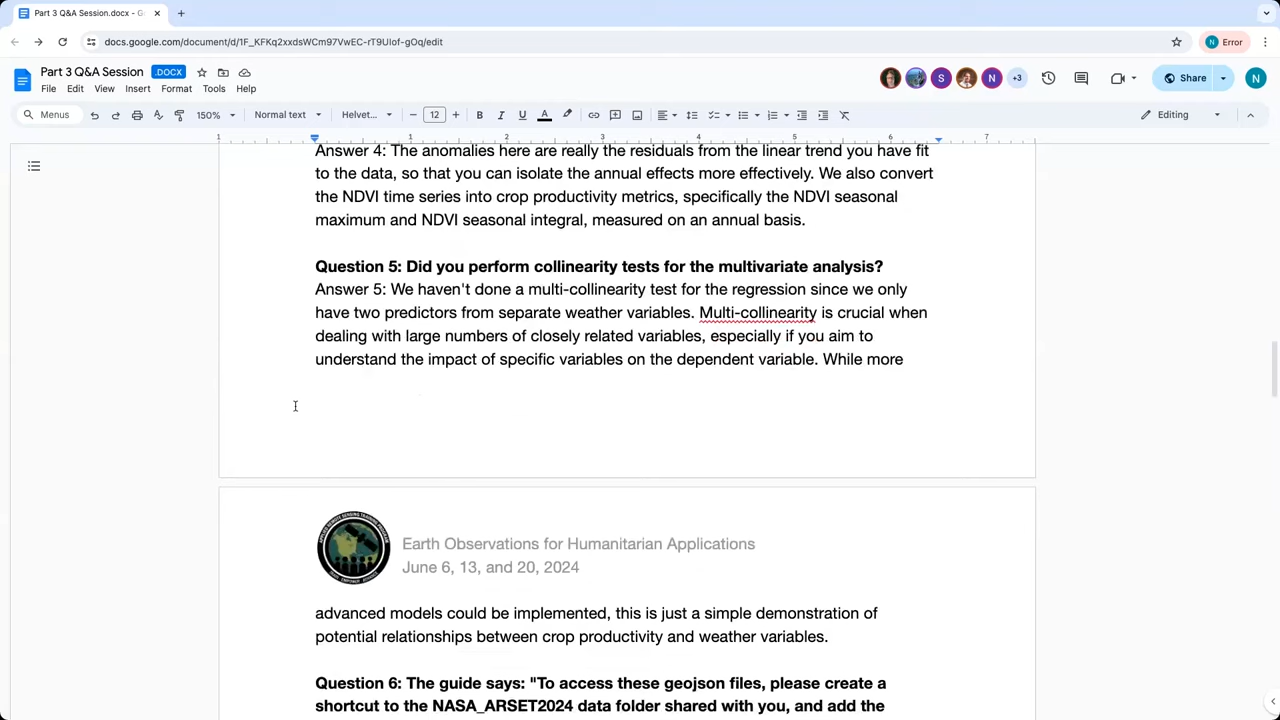 Part 3 Q&A Session.docx - G
docs.google.com/document/d/1F_KFKq2xxdsWCm97VwEC-rT9UIof-gOq/edit
N Error
Part 3 Q&A Session .DOCX
S N +3 Share N
File Edit View Insert Format Tools Help
Menus 150% Normal text Helvet... 12 B I U A Editing
1 1 2 3 4 5 6 7
Answer 4: The anomalies here are really the residuals from the linear trend you have fit
to the data, so that you can isolate the annual effects more effectively. We also convert
the NDVI time series into crop productivity metrics, specifically the NDVI seasonal
maximum and NDVI seasonal integral, measured on an annual basis.
Question 5: Did you perform collinearity tests for the multivariate analysis?
Answer 5: We haven't done a multi-collinearity test for the regression since we only
have two predictors from separate weather variables. Multi-collinearity is crucial when
dealing with large numbers of closely related variables, especially if you aim to
understand the impact of specific variables on the dependent variable. While more
Earth Observations for Humanitarian Applications
June 6, 13, and 20, 2024
advanced models could be implemented, this is just a simple demonstration of
potential relationships between crop productivity and weather variables.
Question 6: The guide says: "To access these geojson files, please create a
shortcut to the NASA_ARSET2024 data folder shared with you, and add the